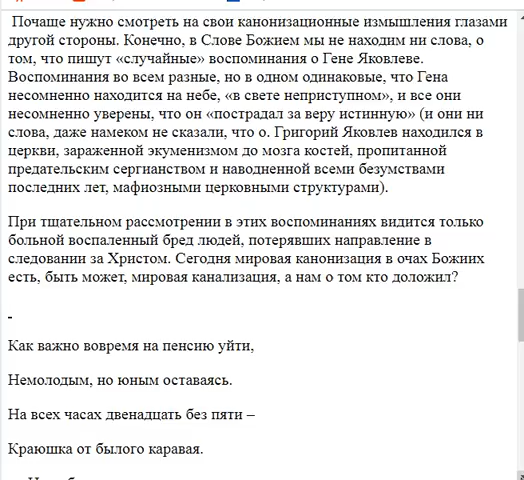 Почаще нужно смотреть на свои канонизационные измышления глазами
другой стороны. Конечно, в Слове Божием мы не находим ни слова, о
том, что пишут «случайные» воспоминания о Гене Яковлеве.
Воспоминания во всем разные, но в одном одинаковые, что Гена
несомненно находится на небе, «в свете неприступном», и все они
несомненно уверены, что он «пострадал за веру истинную» (и они ни
слова, даже намеком не сказали, что о. Григорий Яковлев находился в
церкви, зараженной экуменизмом до мозга костей, пропитанной
предательским сергианством и наводненной всеми безумствами
последних лет, мафиозными церковными структурами).
При тщательном рассмотрении в этих воспоминаниях видится только
больной воспаленный бред людей, потерявших направление в
следовании за Христом. Сегодня мировая канонизация в очах Божиих
есть, быть может, мировая канализация, а нам о том кто доложил?
-
Как важно вовремя на пенсию уйти,
Немолодым, но юным оставаясь.
На всех часах двенадцать без пяти –
Краюшка от былого каравая.